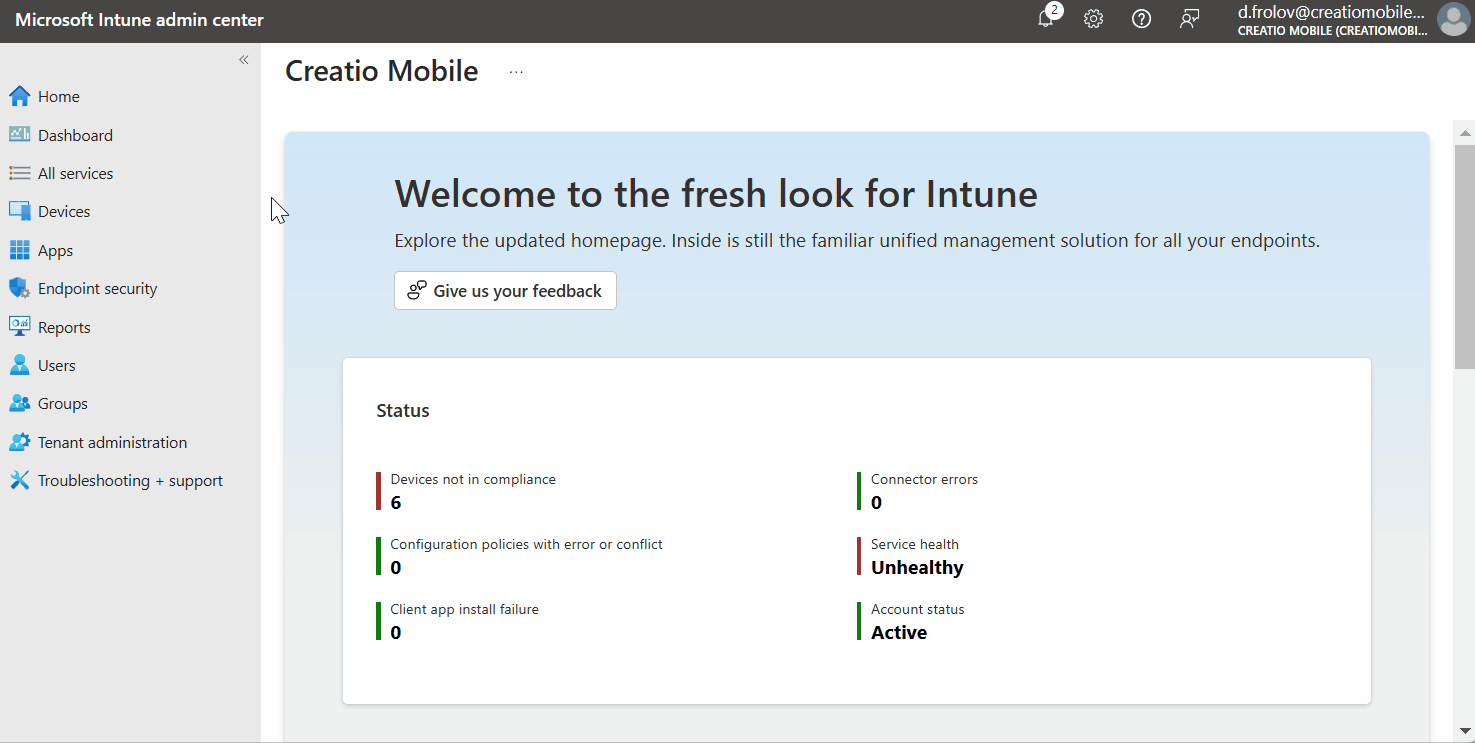 Microsoft Intune admin center
2
d.frolov@creatiomobile...
CREATIO MOBILE (CREATIOMOBI...
«
Home
Dashboard
All services
Devices
Apps
Endpoint security
Reports
Users
Groups
Tenant administration
Troubleshooting + support
Creatio Mobile ...
Welcome to the fresh look for Intune
Explore the updated homepage. Inside is still the familiar unified management solution for all your endpoints.
Give us your feedback
Status
Devices not in compliance
6
Connector errors
0
Configuration policies with error or conflict
0
Service health
Unhealthy
Client app install failure
0
Account status
Active